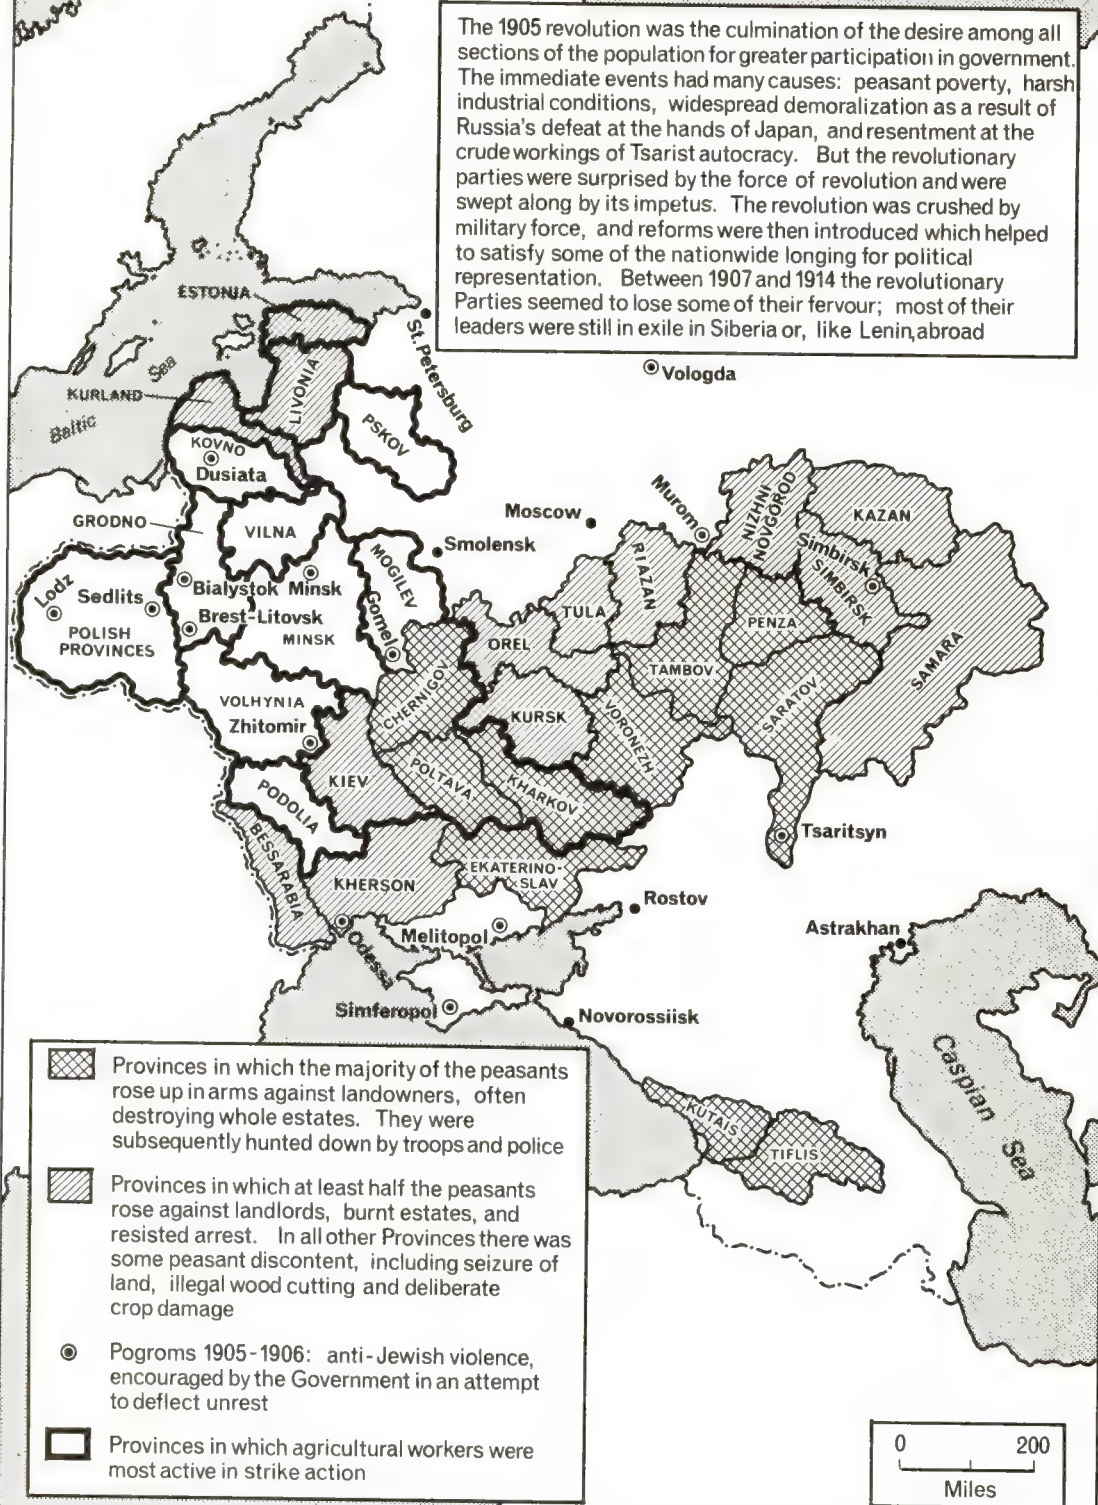 The 1905 revolution was the culmination of the desire among all
sections of the population for greater participation in government.
The immediate events had many causes: peasant poverty, harsh
industrial conditions, widespread demoralization as a result of
Russia's defeat at the hands of Japan, and resentment at the
crude workings of Tsarist autocracy. But the revolutionary
parties were surprised by the force of revolution and were
swept along by its impetus. The revolution was crushed by
military force, and reforms were then introduced which helped
to satisfy some of the nationwide longing for political
representation. Between 1907 and 1914 the revolutionary
Parties seemed to lose some of their fervour; most of their
leaders were still in exile in Siberia or, like Lenin, abroad
ESTONIA
St. Petersburg
Vologda
Baltic Sea
KURLAND
LIVONIA
PSKOV
KOVNO
Dusiata
GRODNO
VILNA
Moscow
Smolensk
Murom
NIZHNI
NOVGOROD
KAZAN
Simbirsk
SIMBIRSK
MOGILEV
RIAZAN
Lodz
Sedlits
Bialystok
Minsk
Brest-Litovsk
MINSK
Gomel
POLISH
PROVINCES
TULA
OREL
PENZA
TAMBOV
SAMARA
SARATOV
VOLHYNIA
Zhitomir
CHERNIGOV
KURSK
VORONEZH
KIEV
POLTAVA
KHARKOV
PODOLIA
BESSARABIA
Tsaritsyn
KHERSON
EKATERINO-
SLAV
Rostov
Odessa
Melitopol
Astrakhan
Simferopol
Novorossiisk
Caspian Sea
KUTAIS
TIFLIS
Provinces in which the majority of the peasants
rose up in arms against landowners, often
destroying whole estates. They were
subsequently hunted down by troops and police
Provinces in which at least half the peasants
rose against landlords, burnt estates, and
resisted arrest. In all other Provinces there was
some peasant discontent, including seizure of
land, illegal wood cutting and deliberate
crop damage
Pogroms 1905-1906: anti-Jewish violence,
encouraged by the Government in an attempt
to deflect unrest
Provinces in which agricultural workers were
most active in strike action
0 200
Miles